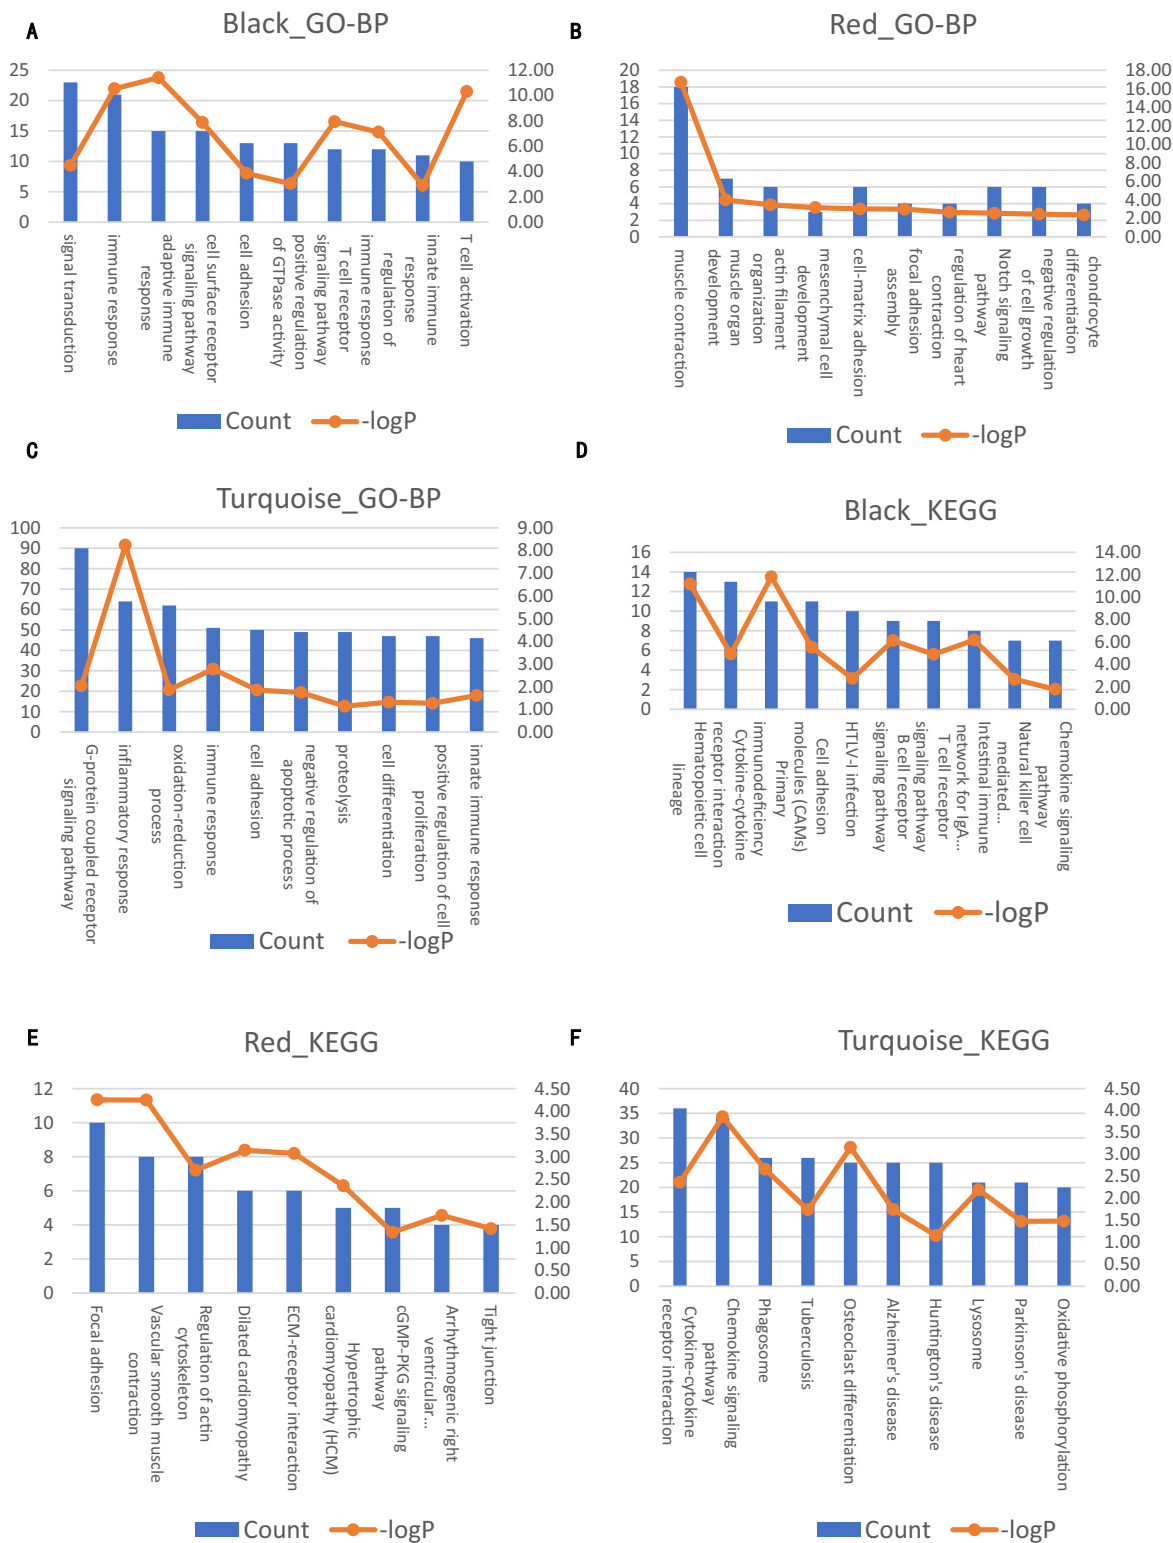 A
Black_GO-BP
25
20
15
10
5
0
12.00
10.00
8.00
6.00
4.00
2.00
0.00
signal transduction
immune response
adaptive immune
response
cell surface receptor
signaling pathway
cell adhesion
positive regulation
of GTPase activity
T cell receptor
signaling pathway
regulation of
immune response
innate immune
response
T cell activation
Count
-logP
B
Red_GO-BP
20
18
16
14
12
10
8
6
4
2
0
18.00
16.00
14.00
12.00
10.00
8.00
6.00
4.00
2.00
0.00
muscle contraction
muscle organ
development
actin filament
organization
mesenchymal cell
development
cell-matrix adhesion
focal adhesion
assembly
regulation of heart
contraction
Notch signaling
pathway
negative regulation
of cell growth
chondrocyte
differentiation
Count
-logP
C
Turquoise_GO-BP
100
90
80
70
60
50
40
30
20
10
0
9.00
8.00
7.00
6.00
5.00
4.00
3.00
2.00
1.00
0.00
G-protein coupled receptor
signaling pathway
inflammatory response
oxidation-reduction
process
immune response
cell adhesion
negative regulation of
apoptotic process
proteolysis
cell differentiation
positive regulation of cell
proliferation
innate immune response
Count
-logP
D
Black_KEGG
16
14
12
10
8
6
4
2
0
14.00
12.00
10.00
8.00
6.00
4.00
2.00
0.00
Hematopoietic cell
lineage
Cytokine-cytokine
receptor interaction
Primary
immunodeficiency
Cell adhesion
molecules (CAMs)
HTLV-I infection
B cell receptor
signaling pathway
T cell receptor
signaling pathway
Intestinal immune
network for IgA...
Natural killer cell
mediated...
Chemokine signaling
pathway
Count
-logP
E
Red_KEGG
12
10
8
6
4
2
0
4.50
4.00
3.50
3.00
2.50
2.00
1.50
1.00
0.50
0.00
Focal adhesion
Vascular smooth muscle
contraction
Regulation of actin
cytoskeleton
Dilated cardiomyopathy
ECM-receptor interaction
Hypertrophic
cardiomyopathy (HCM)
cGMP-PKG signaling
pathway
Arrhythmogenic right
ventricular...
Tight junction
Count
-logP
F
Turquoise_KEGG
40
35
30
25
20
15
10
5
0
4.50
4.00
3.50
3.00
2.50
2.00
1.50
1.00
0.50
0.00
Cytokine-cytokine
receptor interaction
Chemokine signaling
pathway
Phagosome
Tuberculosis
Osteoclast differentiation
Alzheimer's disease
Huntington's disease
Lysosome
Parkinson's disease
Oxidative phosphorylation
Count
-logP